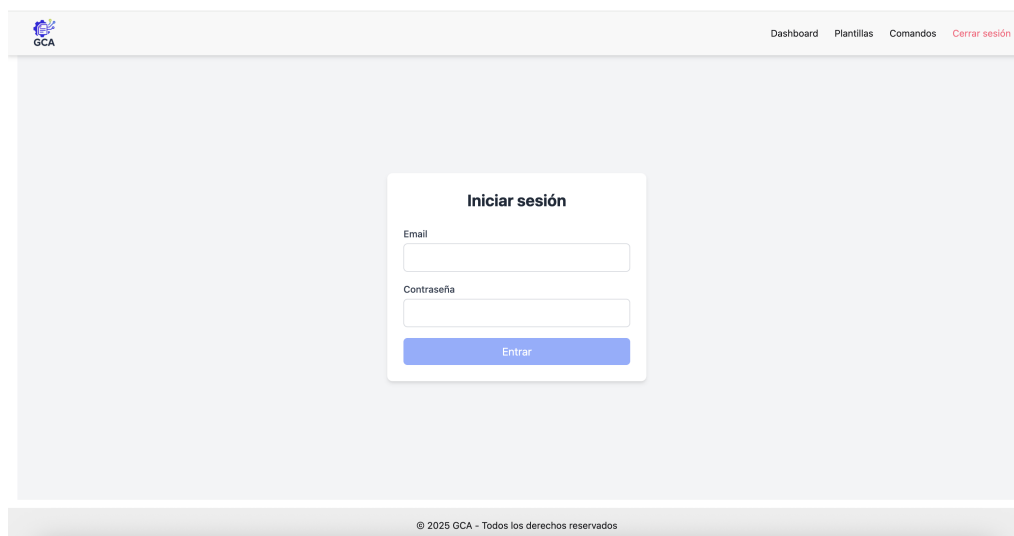 GCA
Dashboard Plantillas Comandos Cerrar sesión
Iniciar sesión
Email
Contraseña
Entrar
© 2025 GCA - Todos los derechos reservados